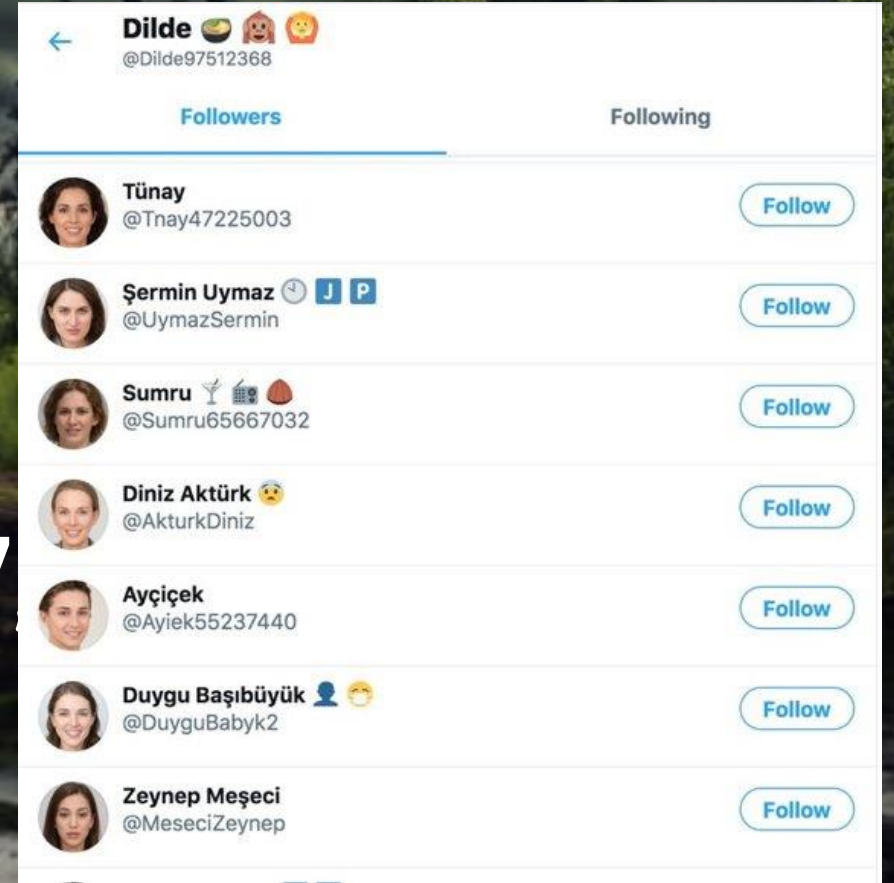 Dilde
@Dilde97512368
Followers Following
Tünay
@Tnay47225003
Follow
Şermin Uymaz 🕙 J P
@UymazSermin
Follow
Sumru
@Sumru65667032
Follow
Diniz Aktürk
@AkturkDiniz
Follow
Ayçiçek
@Ayiek55237440
Follow
Duygu Başıbüyük
@DuyguBabyk2
Follow
Zeynep Meşeci
@MeseciZeynep
Follow